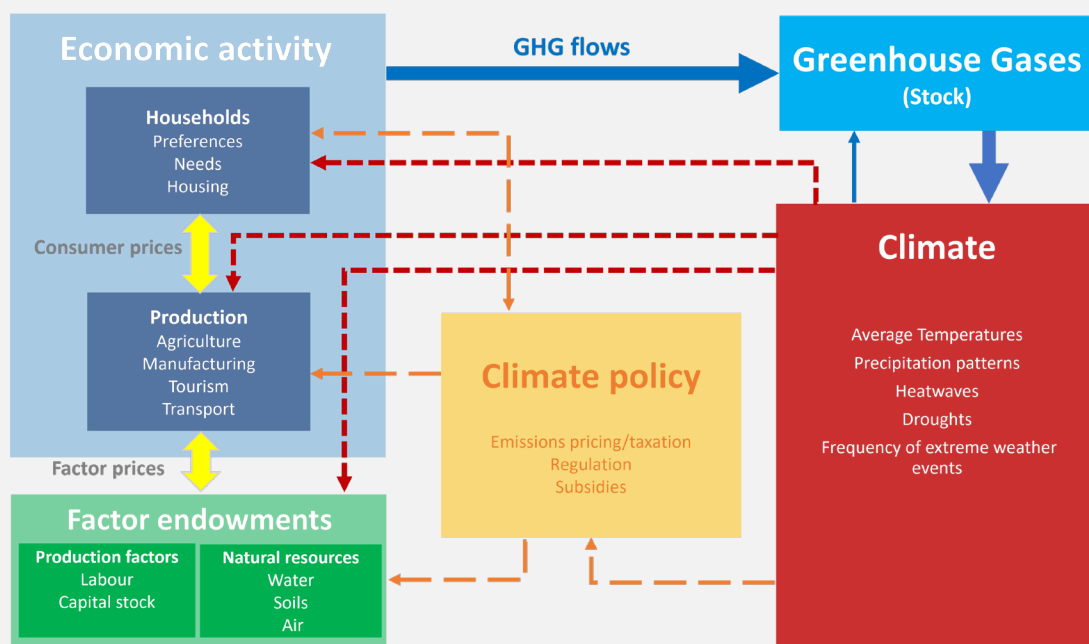 Economic activity
GHG flows
Greenhouse Gases
(Stock)
Households
Preferences
Needs
Housing
Consumer prices
Production
Agriculture
Manufacturing
Tourism
Transport
Factor prices
Climate policy
Emissions pricing/taxation
Regulation
Subsidies
Climate
Average Temperatures
Precipitation patterns
Heatwaves
Droughts
Frequency of extreme weather
events
Factor endowments
Production factors
Labour
Capital stock
Natural resources
Water
Soils
Air